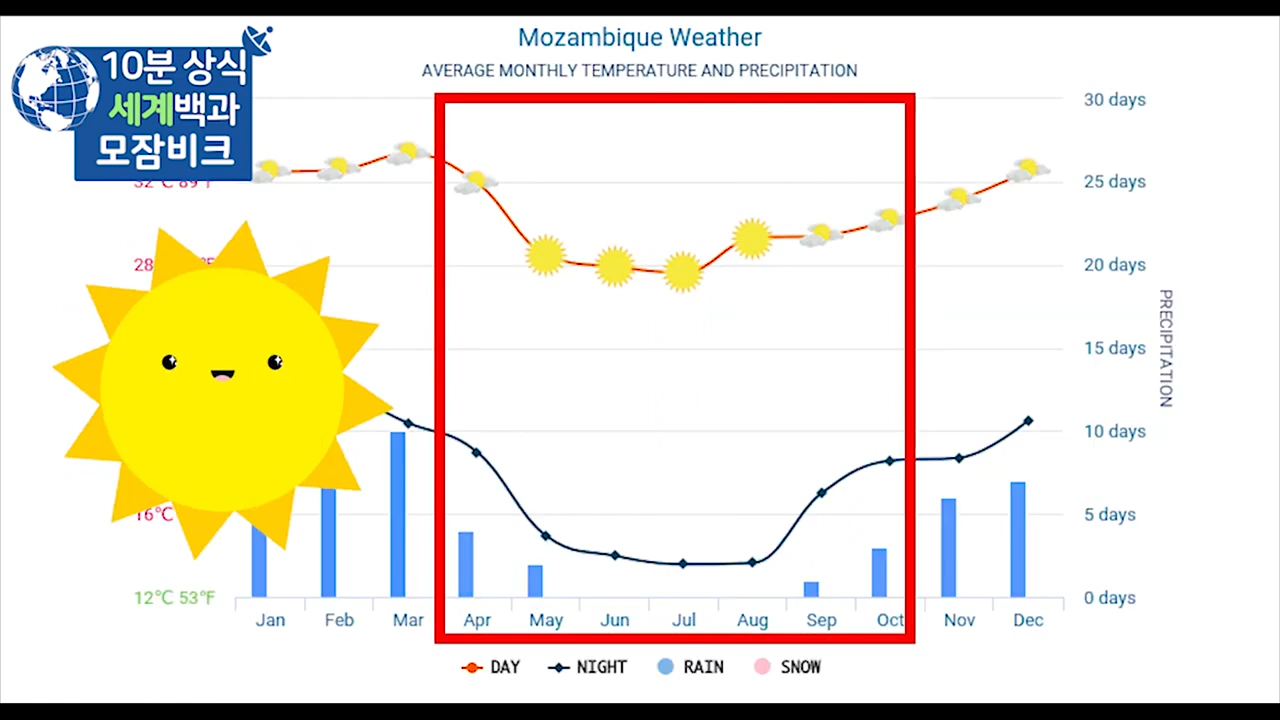 Mozambique Weather
AVERAGE MONTHLY TEMPERATURE AND PRECIPITATION
10분 상식
세계백과
모잠비크
30 days
25 days
20 days
15 days
10 days
5 days
0 days
PRECIPITATION
28
16℃
12℃ 53℉
Jan Feb Mar Apr May Jun Jul Aug Sep Oct Nov Dec
DAY NIGHT RAIN SNOW